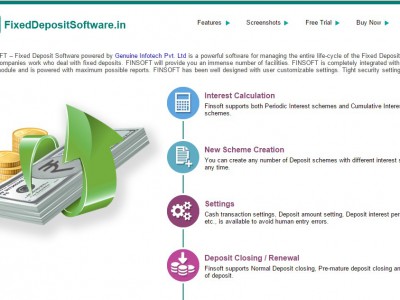 FixedDepositSoftware.in
Features ▸ Screenshots ▸ Free Trial ▸ Buy Now ▸
FT – Fixed Deposit Software powered by Genuine Infotech Pvt. Ltd is a powerful software for managing the entire life-cycle of the Fixed Deposit
ompanies work who deal with fixed deposits. FINSOFT will provide you an immense number of facilities. FINSOFT is completely integrated with
odule and is powered with maximum possible reports. FINSOFT has been well designed with user customizable settings. Tight security setting
Interest Calculation
Finsoft supports both Periodic Interest schemes and Cumulative Inter
schemes.
New Scheme Creation
You can create any number of Deposit schemes with different interest s
any time.
Settings
Cash transaction settings, Deposit amount setting, Deposit interest per
etc., is available to avoid human entry errors.
Deposit Closing / Renewal
Finsoft supports Normal Deposit closing, Pre-mature deposit closing an
of deposit.